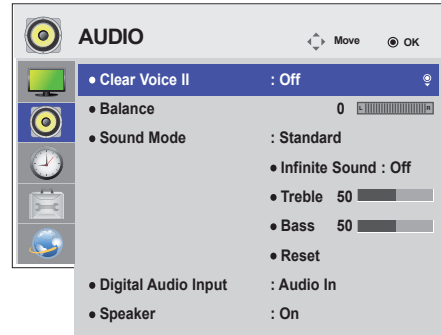 AUDIO Move OK
● Clear Voice II : Off
● Balance 0 L R
● Sound Mode : Standard
● Infinite Sound : Off
● Treble 50
● Bass 50
● Reset
● Digital Audio Input : Audio In
● Speaker : On